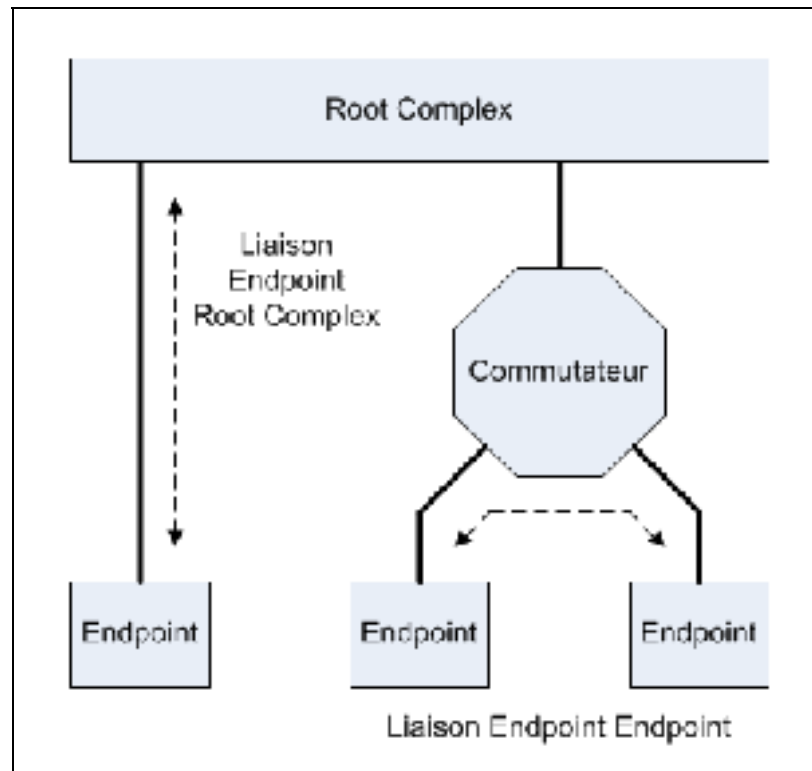 Root Complex
Liaison
Endpoint
Root Complex
Commutateur
Endpoint
Endpoint
Endpoint
Liaison Endpoint Endpoint